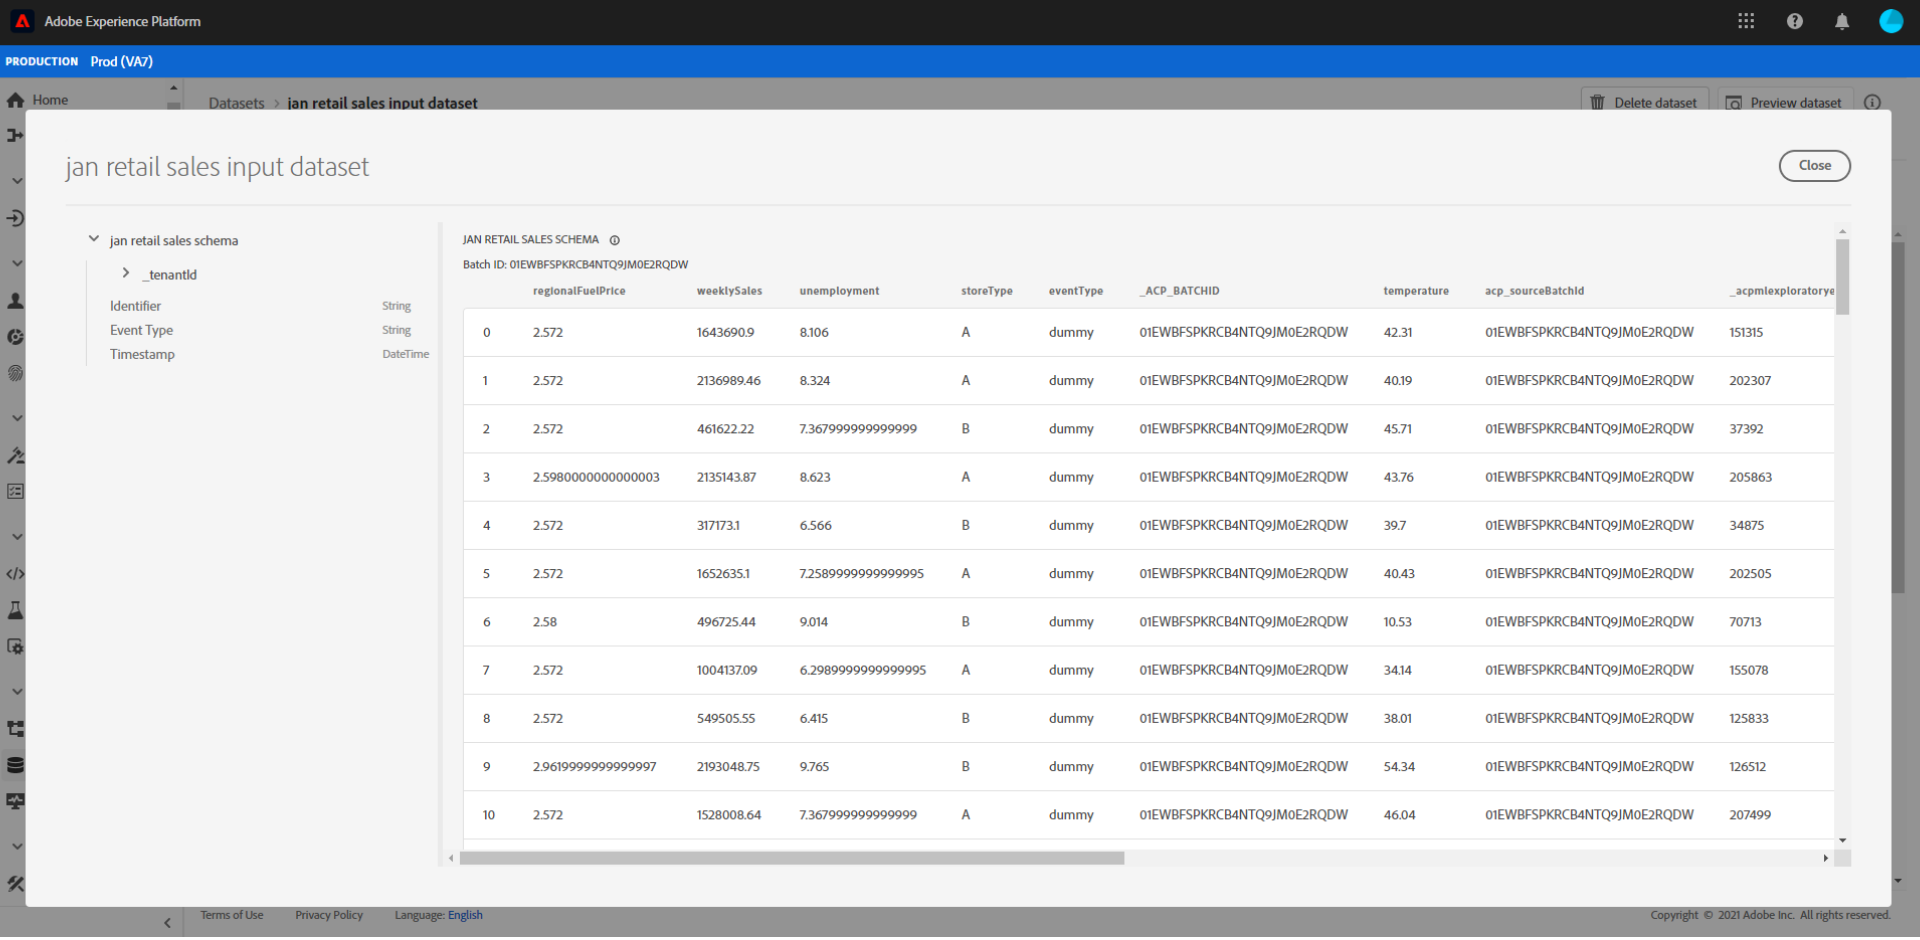 Adobe Experience Platform
PRODUCTION Prod (VA7)
Home
Datasets > jan retail sales input dataset
Delete dataset
Preview dataset
jan retail sales input dataset
Close
jan retail sales schema
_tenantId
Identifier String
Event Type String
Timestamp DateTime
JAN RETAIL SALES SCHEMA
Batch ID: 01EWBFSPKRCB4NTQ9JM0E2RQDW
regionalFuelPrice weeklySales unemployment storeType eventType _ACP_BATCHID temperature acp_sourceBatchId _acpmlexploratorye
0 2.572 1643690.9 8.106 A dummy 01EWBFSPKRCB4NTQ9JM0E2RQDW 42.31 01EWBFSPKRCB4NTQ9JM0E2RQDW 151315
1 2.572 2136989.46 8.324 A dummy 01EWBFSPKRCB4NTQ9JM0E2RQDW 40.19 01EWBFSPKRCB4NTQ9JM0E2RQDW 202307
2 2.572 461622.22 7.367999999999999 B dummy 01EWBFSPKRCB4NTQ9JM0E2RQDW 45.71 01EWBFSPKRCB4NTQ9JM0E2RQDW 37392
3 2.5980000000000003 2135143.87 8.623 A dummy 01EWBFSPKRCB4NTQ9JM0E2RQDW 43.76 01EWBFSPKRCB4NTQ9JM0E2RQDW 205863
4 2.572 317173.1 6.566 B dummy 01EWBFSPKRCB4NTQ9JM0E2RQDW 39.7 01EWBFSPKRCB4NTQ9JM0E2RQDW 34875
5 2.572 1652635.1 7.2589999999999995 A dummy 01EWBFSPKRCB4NTQ9JM0E2RQDW 40.43 01EWBFSPKRCB4NTQ9JM0E2RQDW 202505
6 2.58 496725.44 9.014 B dummy 01EWBFSPKRCB4NTQ9JM0E2RQDW 10.53 01EWBFSPKRCB4NTQ9JM0E2RQDW 70713
7 2.572 1004137.09 6.2989999999999995 A dummy 01EWBFSPKRCB4NTQ9JM0E2RQDW 34.14 01EWBFSPKRCB4NTQ9JM0E2RQDW 155078
8 2.572 549505.55 6.415 B dummy 01EWBFSPKRCB4NTQ9JM0E2RQDW 38.01 01EWBFSPKRCB4NTQ9JM0E2RQDW 125833
9 2.9619999999999997 2193048.75 9.765 B dummy 01EWBFSPKRCB4NTQ9JM0E2RQDW 54.34 01EWBFSPKRCB4NTQ9JM0E2RQDW 126512
10 2.572 1528008.64 7.367999999999999 A dummy 01EWBFSPKRCB4NTQ9JM0E2RQDW 46.04 01EWBFSPKRCB4NTQ9JM0E2RQDW 207499
Terms of Use Privacy Policy Language: English Copyright © 2021 Adobe Inc. All rights reserved.